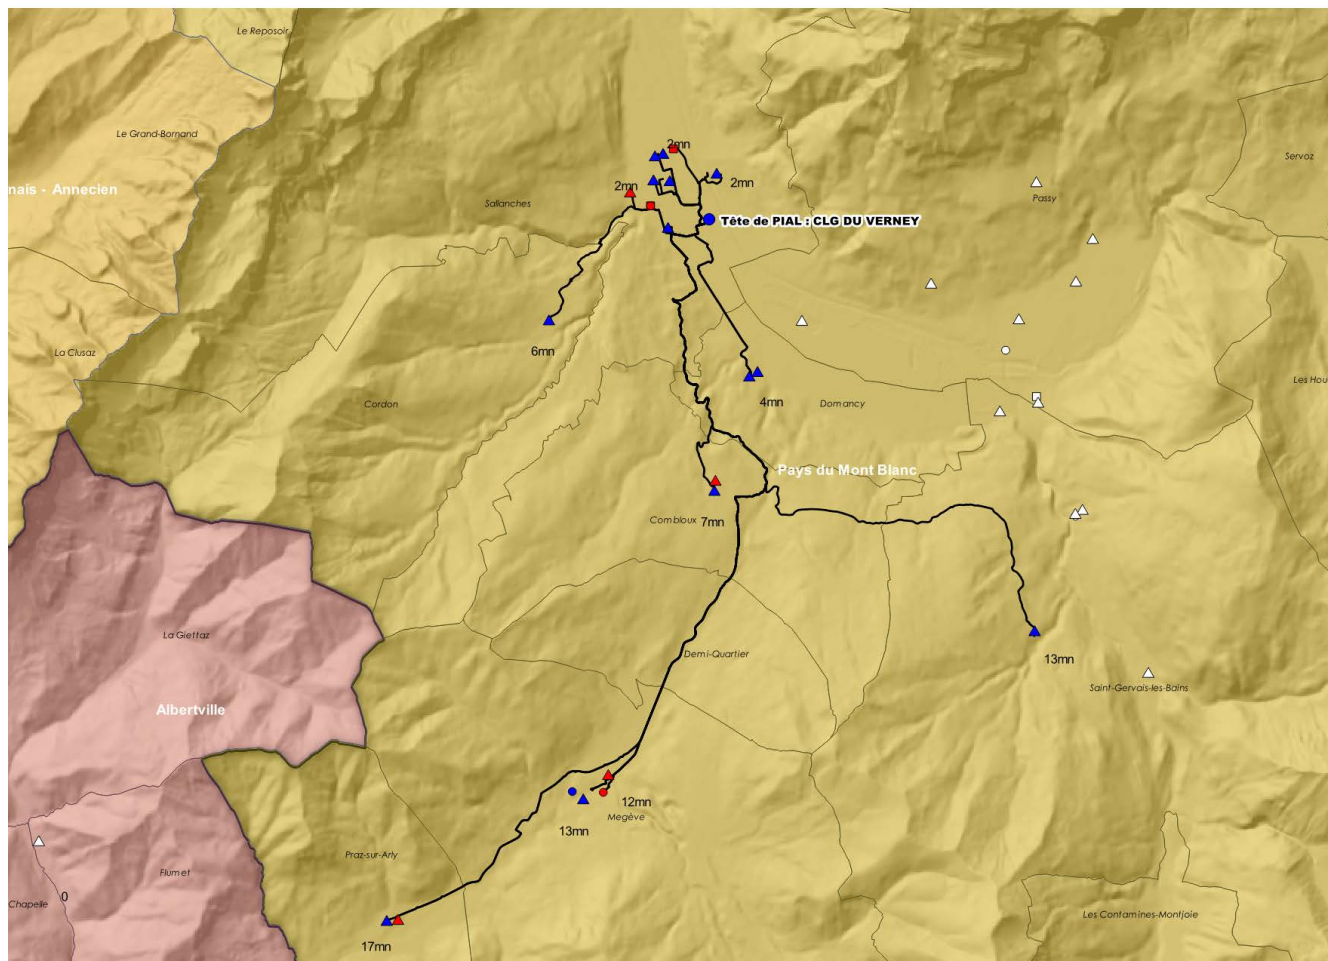 Le Reposoir
Le Grand-Bornand
2mn
Servoz
nais - Annecien
2mn
2mn
Passy
Sallanches
Tête de PIAL : CLG DU VERNEY
La Clusaz
6mn
Les Hou
Cordon
4mn
Domancy
Pays du Mont Blanc
Combloux
7mn
La Giettaz
Demi-Quartier
13mn
Saint-Gervais-les-Bains
Albertville
12mn
Megève
13mn
Praz-sur-Arly
Flumet
0
Chapelle
Les Contamines-Montjoie
17mn